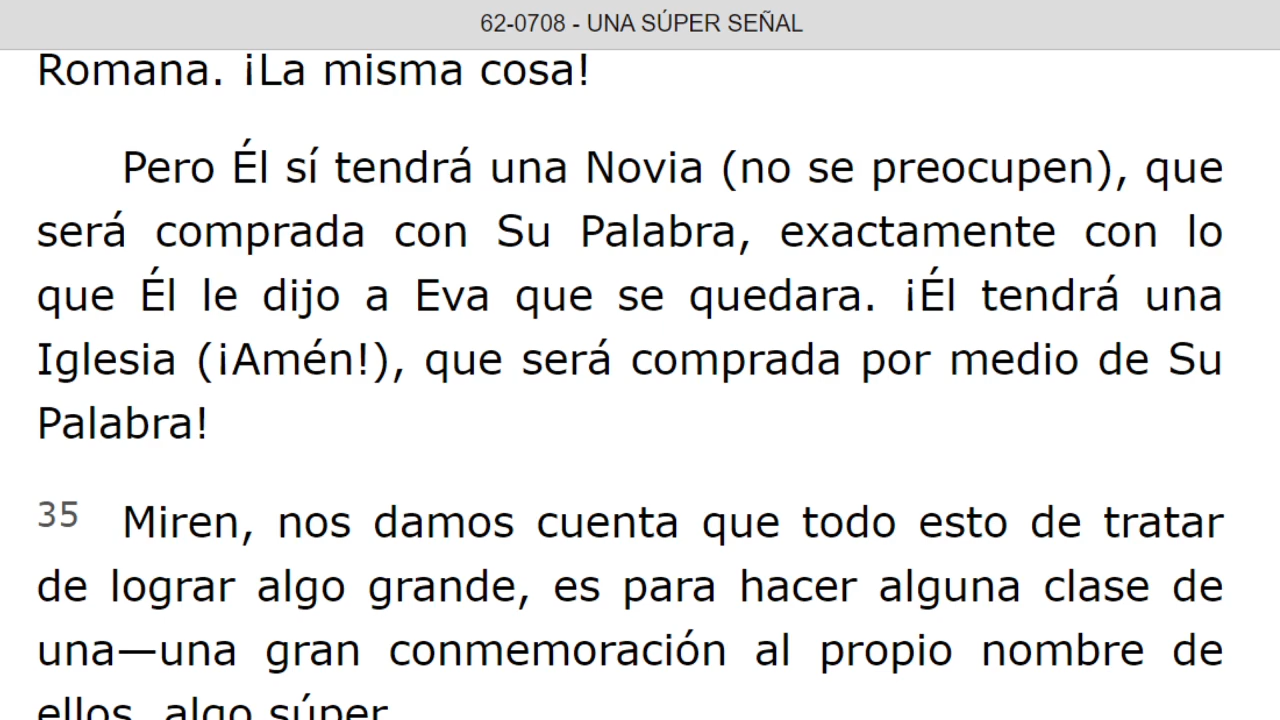 62-0708 - UNA SÚPER SEÑAL
Romana. ¡La misma cosa!
Pero Él sí tendrá una Novia (no se preocupen), que
será comprada con Su Palabra, exactamente con lo
que Él le dijo a Eva que se quedara. ¡Él tendrá una
Iglesia (¡Amén!), que será comprada por medio de Su
Palabra!
35 Miren, nos damos cuenta que todo esto de tratar
de lograr algo grande, es para hacer alguna clase de
una—una gran conmemoración al propio nombre de
ellos, algo súper